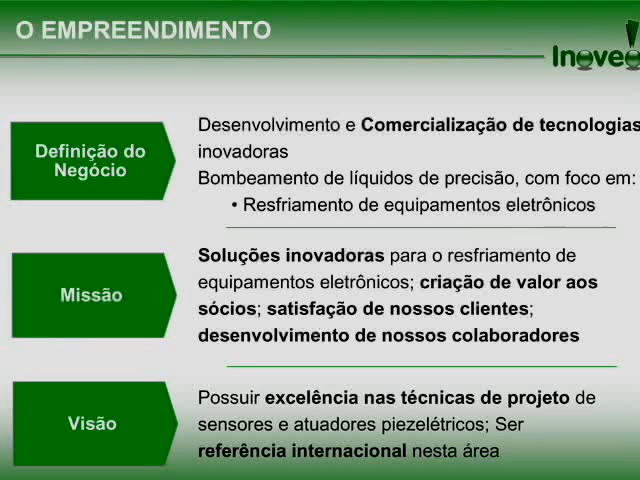 O EMPREENDIMENTO
Inoveo!
Definição do
Negócio
Desenvolvimento e Comercialização de tecnologias
inovadoras
Bombeamento de líquidos de precisão, com foco em:
• Resfriamento de equipamentos eletrônicos
Missão
Soluções inovadoras para o resfriamento de
equipamentos eletrônicos; criação de valor aos
sócios; satisfação de nossos clientes;
desenvolvimento de nossos colaboradores
Visão
Possuir excelência nas técnicas de projeto de
sensores e atuadores piezelétricos; Ser
referência internacional nesta área